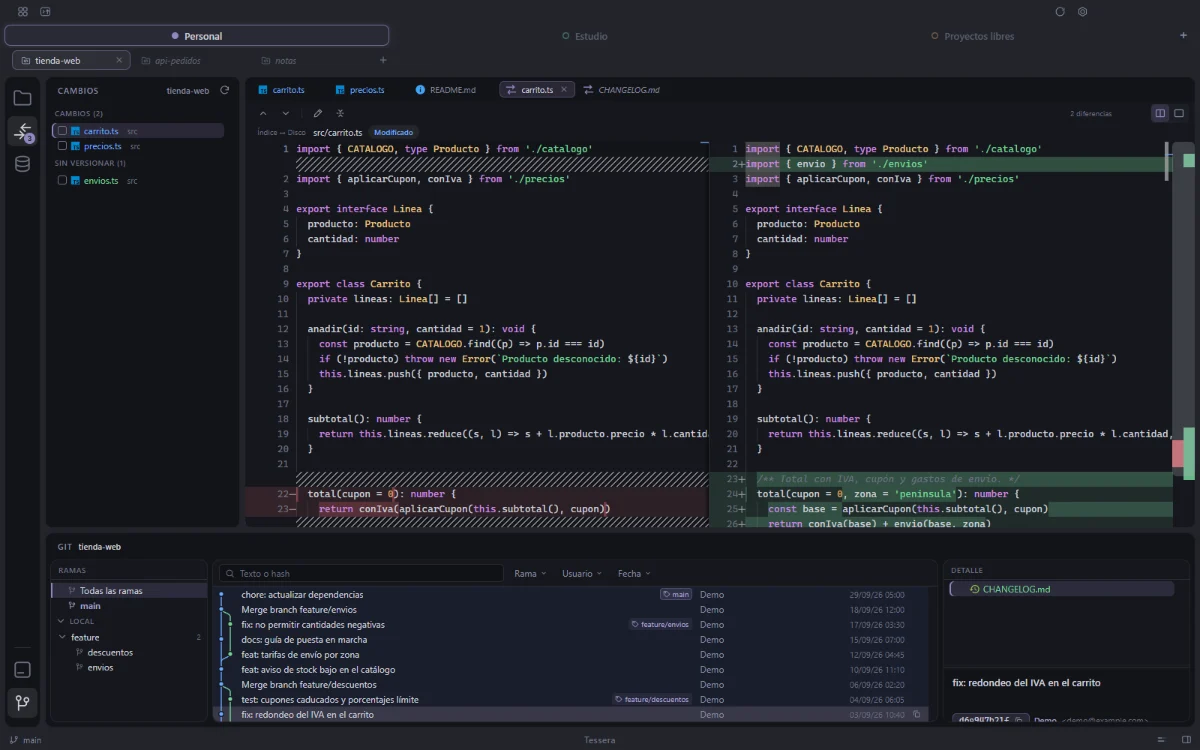 Personal
Estudio
Proyectos libres
tienda-web
api-pedidos
notas
CAMBIOS
tienda-web
CAMBIOS (2)
carrito.ts src
precios.ts src
SIN VERSIONAR (1)
envios.ts src
3
carrito.ts
precios.ts
README.md
carrito.ts
CHANGELOG.md
2 diferencias
Índice → Disco src/carrito.ts Modificado
1 import { CATALOGO, type Producto } from './catalogo'
2 import { aplicarCupon, conIva } from './precios'
3
4 export interface Linea {
5 producto: Producto
6 cantidad: number
7 }
8
9 export class Carrito {
10 private lineas: Linea[] = []
11
12 anadir(id: string, cantidad = 1): void {
13 const producto = CATALOGO.find((p) => p.id === id)
14 if (!producto) throw new Error(`Producto desconocido: ${id}`)
15 this.lineas.push({ producto, cantidad })
16 }
17
18 subtotal(): number {
19 return this.lineas.reduce((s, l) => s + l.producto.precio * l.cantid
20 }
21
22− total(cupon = 0): number {
23− return conIva(aplicarCupon(this.subtotal(), cupon))
1 import { CATALOGO, type Producto } from './catalogo'
2+ import { envio } from './envios'
3 import { aplicarCupon, conIva } from './precios'
4
5 export interface Linea {
6 producto: Producto
7 cantidad: number
8 }
9
10 export class Carrito {
11 private lineas: Linea[] = []
12
13 anadir(id: string, cantidad = 1): void {
14 const producto = CATALOGO.find((p) => p.id === id)
15 if (!producto) throw new Error(`Producto desconocido: ${id}`)
16 this.lineas.push({ producto, cantidad })
17 }
18
19 subtotal(): number {
20 return this.lineas.reduce((s, l) => s + l.producto.precio * l.cantidad,
21 }
22
23+ /** Total con IVA, cupón y gastos de envío. */
24+ total(cupon = 0, zona = 'peninsula'): number {
25+ const base = aplicarCupon(this.subtotal(), cupon)
26+ return conIva(base) + envio(base, zona)
GIT tienda-web
RAMAS
Todas las ramas
main
LOCAL
feature 2
descuentos
envios
Texto o hash
Rama
Usuario
Fecha
chore: actualizar dependencias main Demo 29/09/26 05:00
Merge branch feature/envios Demo 18/09/26 12:00
fix: no permitir cantidades negativas feature/envios Demo 17/09/26 03:30
docs: guía de puesta en marcha Demo 15/09/26 07:00
feat: tarifas de envío por zona Demo 12/09/26 04:45
feat: aviso de stock bajo en el catálogo Demo 10/09/26 11:10
Merge branch feature/descuentos Demo 06/09/26 02:20
test: cupones caducados y porcentajes límite feature/descuentos Demo 04/09/26 06:05
fix: redondeo del IVA en el carrito Demo 03/09/26 10:40
DETALLE
CHANGELOG.md
fix: redondeo del IVA en el carrito
d6e947b21f Demo <demo@example.com>
main
Tessera